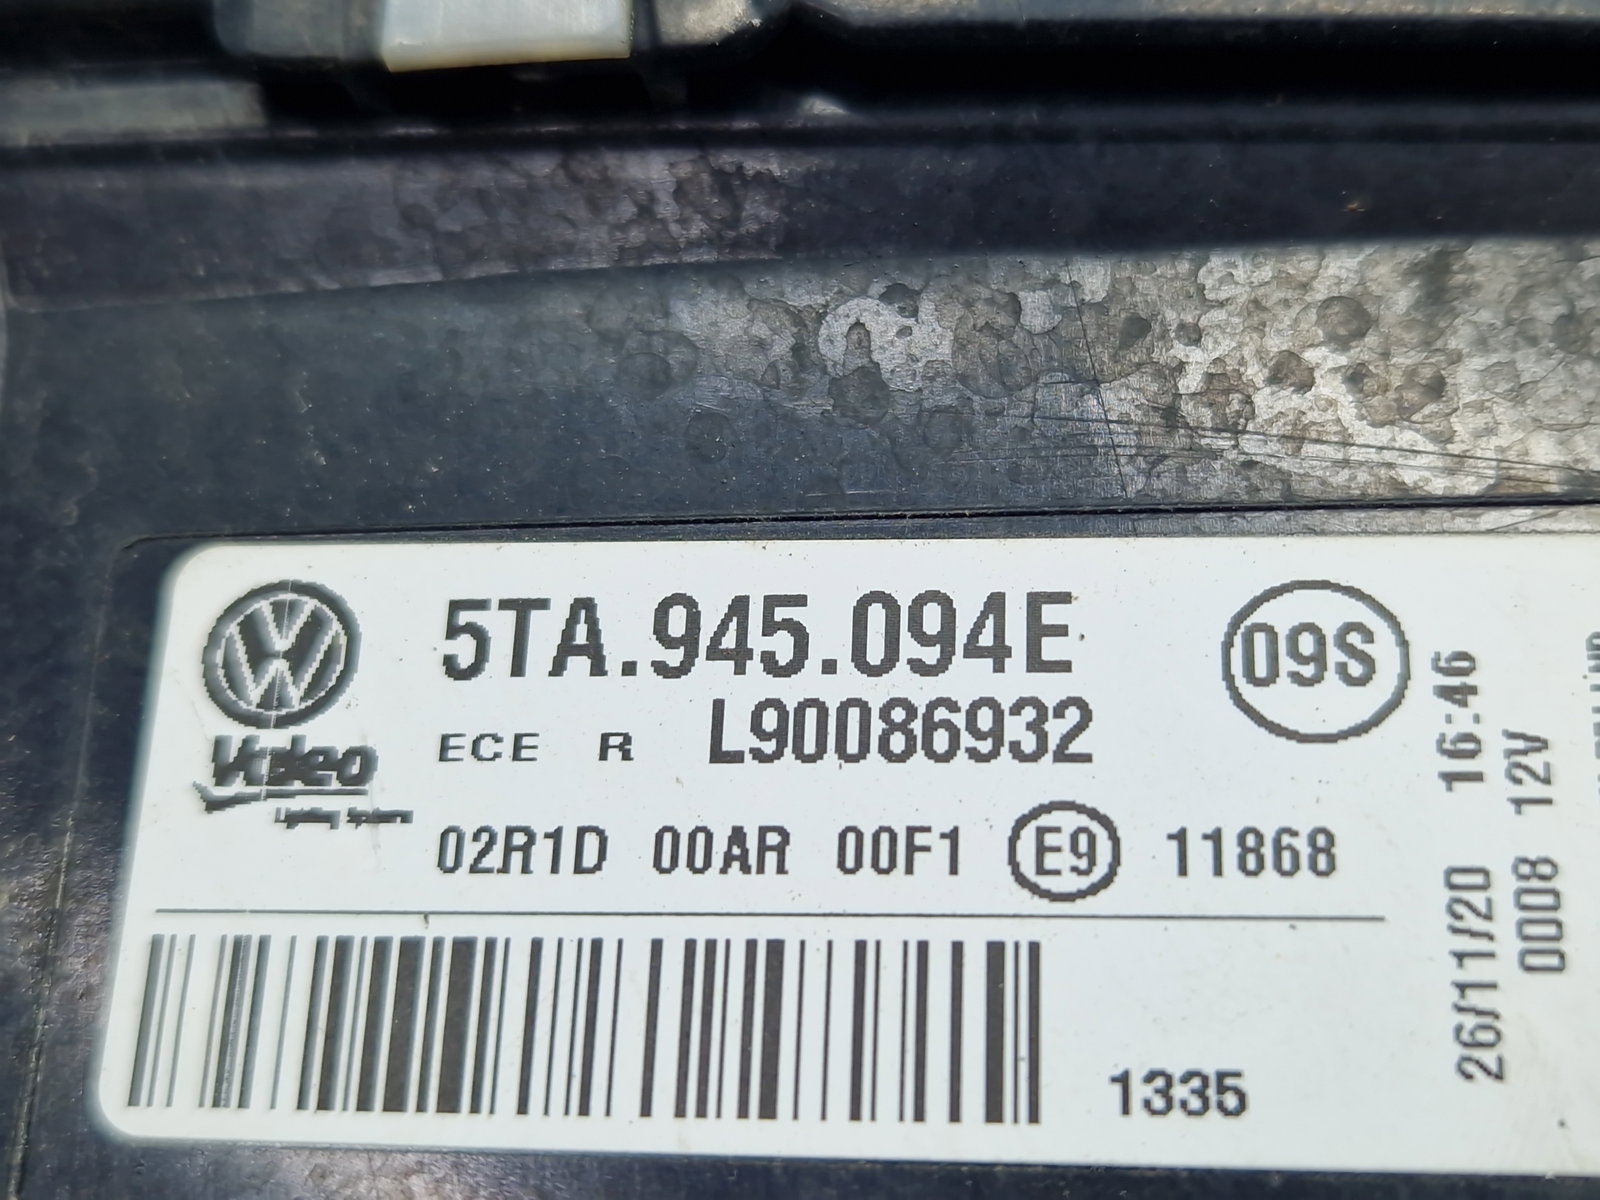 5TA.945.094E
09S
ECE R L90086932
Valeo
02R1D 00AR 00F1 E9 11868
1335
26/11/20 16:46
0008 12V